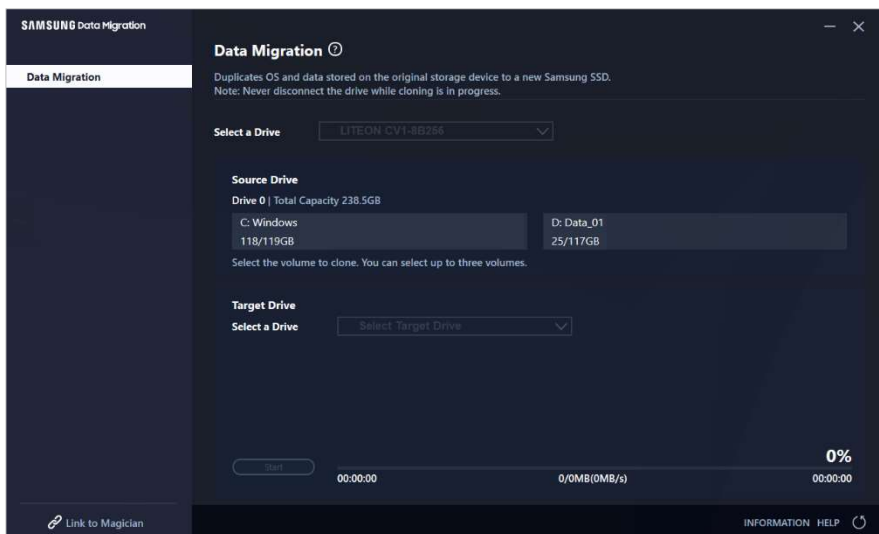 SAMSUNG Data Migration
Data Migration
Data Migration ?
Duplicates OS and data stored on the original storage device to a new Samsung SSD.
Note: Never disconnect the drive while cloning is in progress.
Select a Drive LITEON CV1-8B256
Source Drive
Drive 0 | Total Capacity 238.5GB
C: Windows D: Data_01
118/119GB 25/117GB
Select the volume to clone. You can select up to three volumes.
Target Drive
Select a Drive Select Target Drive
0%
Start
00:00:00 0/0MB(0MB/s) 00:00:00
Link to Magician INFORMATION HELP